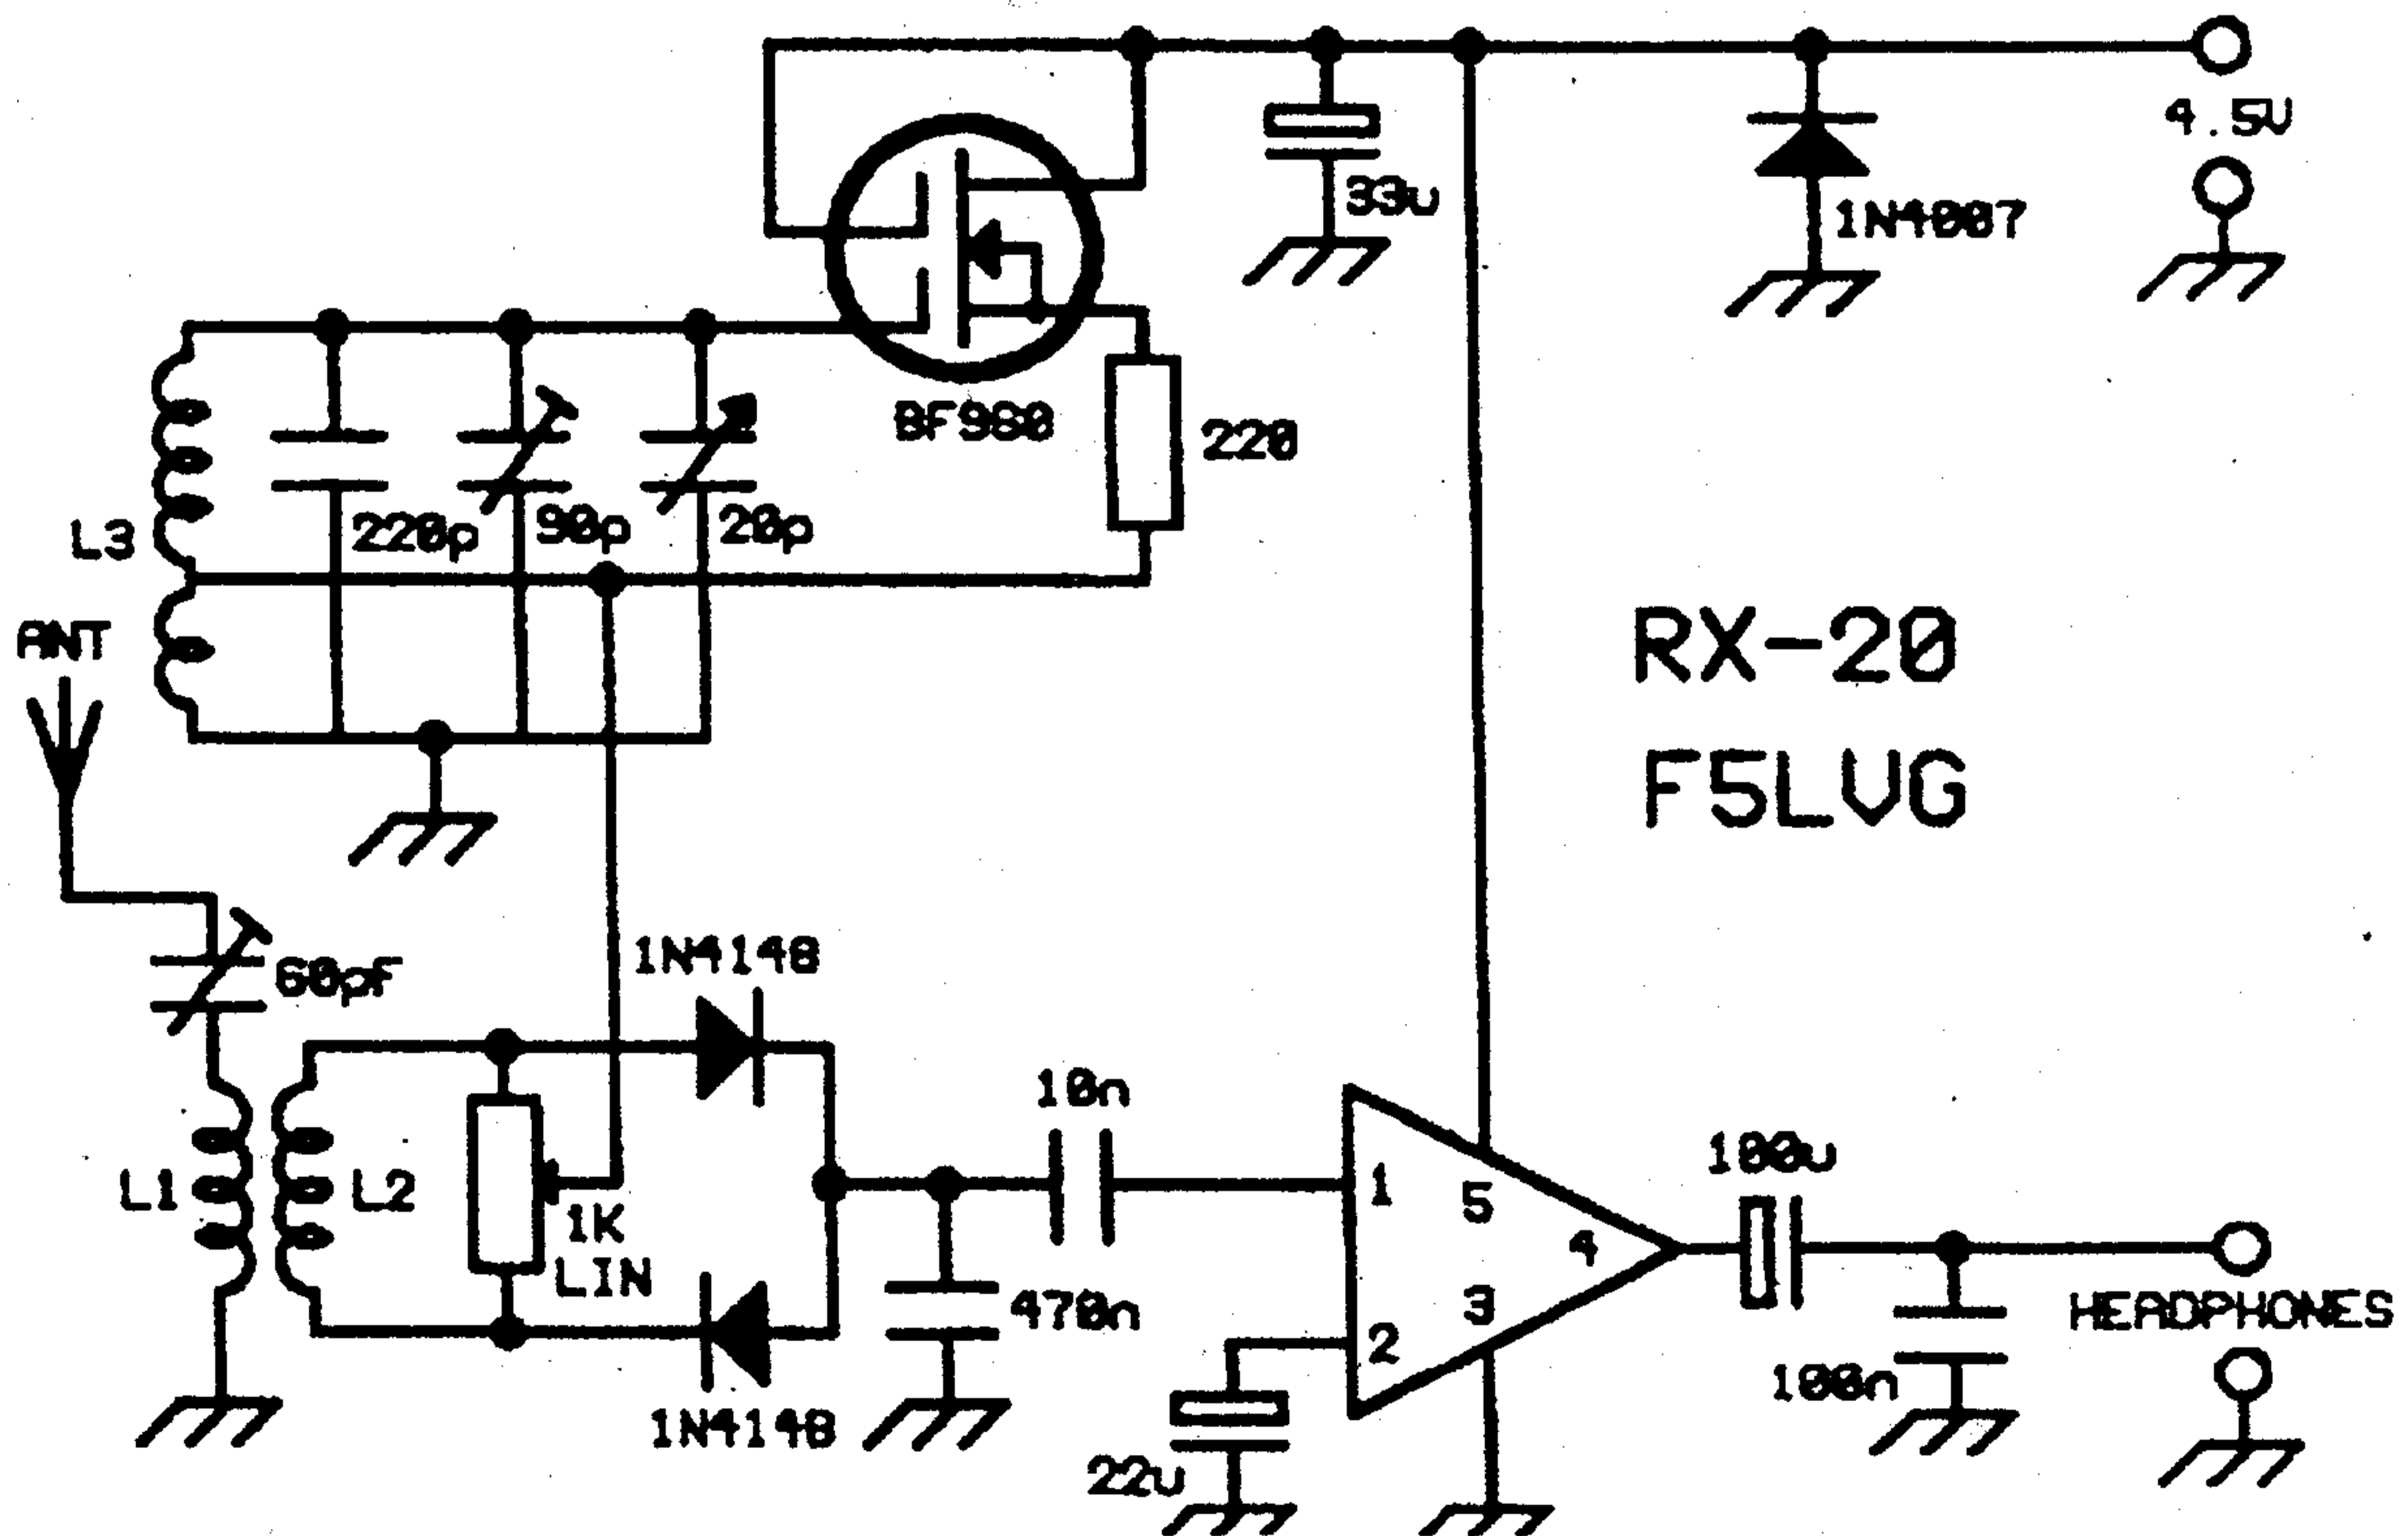 4.5V
33u
1N4007
BF980
220
L3
220p
90p
20p
ANT
RX-20
F5LVG
60pF
1N4148
10n
100u
L1
L2
1K
LIN
1
5
4
470n
3
HEADPHONES
2
100n
1N4148
22u